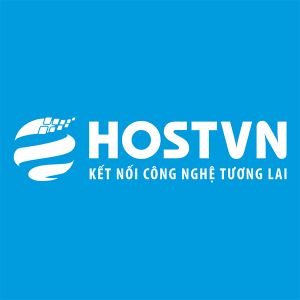 HOSTVN
KẾT NỐI CÔNG NGHỆ TƯƠNG LAI